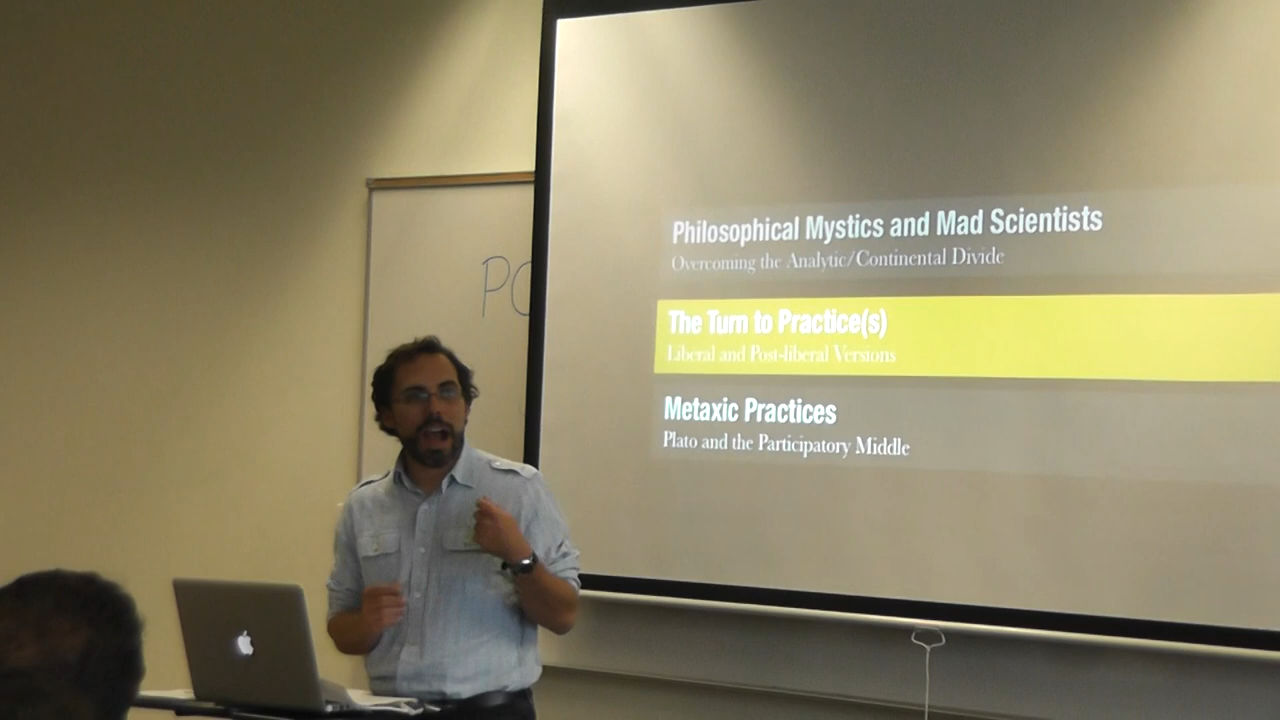 Philosophical Mystics and Mad Scientists
Overcoming the Analytic/Continental Divide
The Turn to Practice(s)
Liberal and Post-liberal Versions
Metaxic Practices
Plato and the Participatory Middle